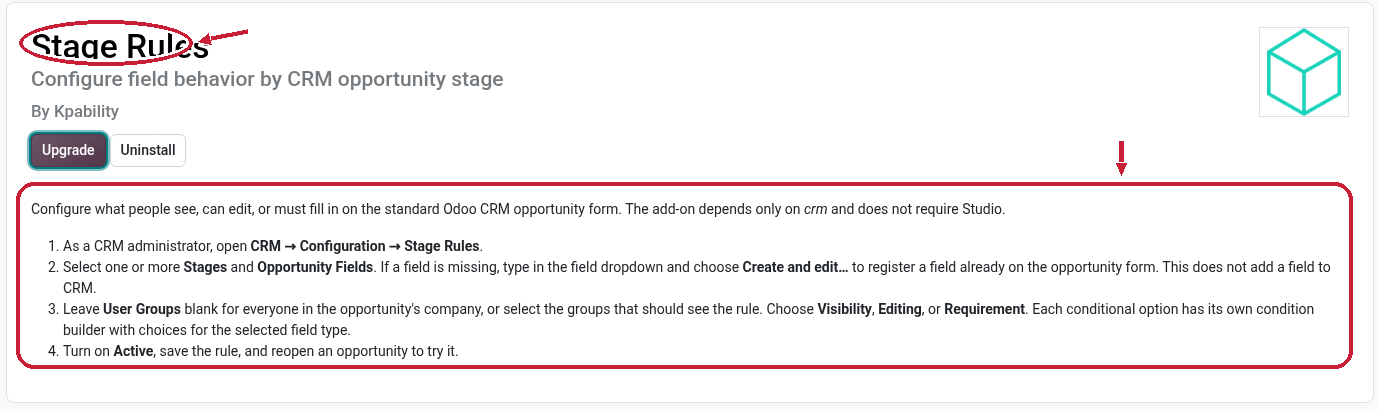 Stage Rules
Configure field behavior by CRM opportunity stage
By Kpability
Upgrade Uninstall
Configure what people see, can edit, or must fill in on the standard Odoo CRM opportunity form. The add-on depends only on crm and does not require Studio.
1. As a CRM administrator, open CRM → Configuration → Stage Rules.
2. Select one or more Stages and Opportunity Fields. If a field is missing, type in the field dropdown and choose Create and edit... to register a field already on the opportunity form. This does not add a field to
CRM.
3. Leave User Groups blank for everyone in the opportunity's company, or select the groups that should see the rule. Choose Visibility, Editing, or Requirement. Each conditional option has its own condition
builder with choices for the selected field type.
4. Turn on Active, save the rule, and reopen an opportunity to try it.